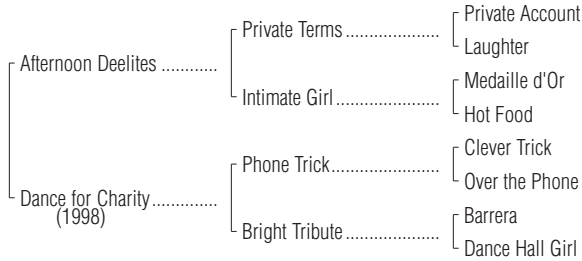 Private Account
Private Terms ....................
Laughter
Afternoon Deelites ............
Medaille d'Or
Intimate Girl ......................
Hot Food
Clever Trick
Phone Trick.......................
Over the Phone
Dance for Charity..............
(1998)
Barrera
Bright Tribute ....................
Dance Hall Girl